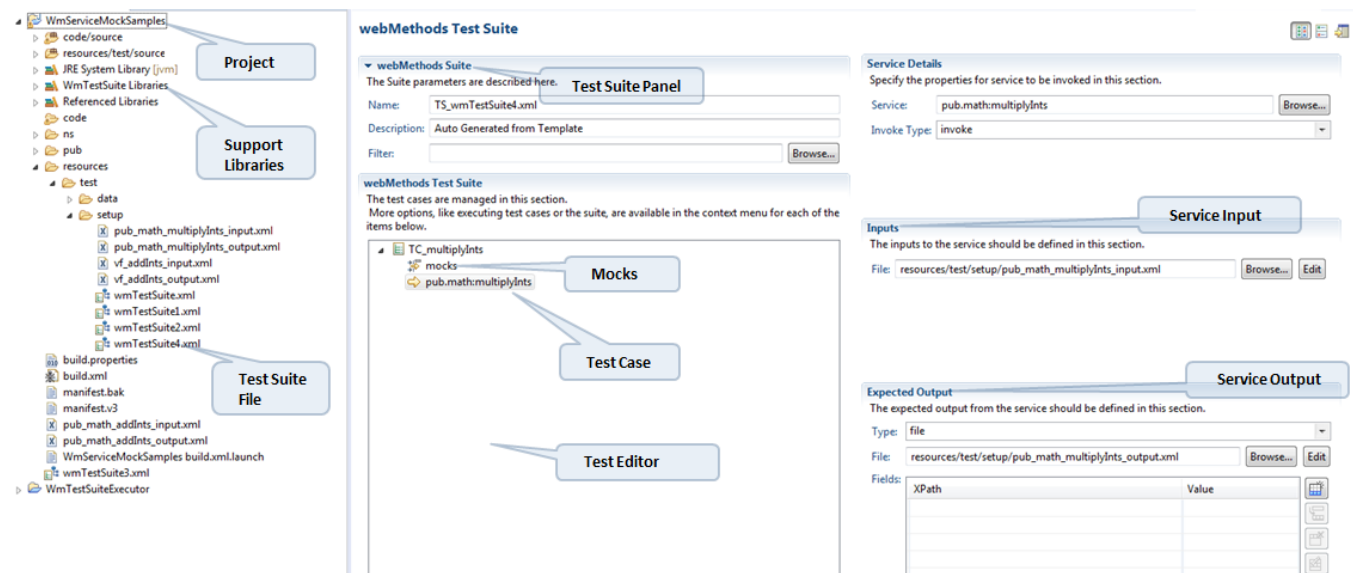 WmServiceMockSamples
code/source
resources/test/source
JRE System Library [jvm]
WmTestSuite Libraries
Referenced Libraries
code
ns
pub
resources
test
data
setup
pub_math_multiplyInts_input.xml
pub_math_multiplyInts_output.xml
vf_addInts_input.xml
vf_addInts_output.xml
wmTestSuite.xml
wmTestSuite1.xml
wmTestSuite2.xml
wmTestSuite4.xml
build.properties
build.xml
manifest.bak
manifest.v3
pub_math_addInts_input.xml
pub_math_addInts_output.xml
WmServiceMockSamples build.xml.launch
wmTestSuite3.xml
WmTestSuiteExecutor
Project
Support
Libraries
Test Suite
File
webMethods Test Suite
webMethods Suite
The Suite parameters are described here.
Test Suite Panel
Name: TS_wmTestSuite4.xml
Description: Auto Generated from Template
Filter: Browse...
webMethods Test Suite
The test cases are managed in this section.
More options, like executing test cases or the suite, are available in the context menu for each of the
items below.
TC_multiplyInts
mocks
pub.math:multiplyInts
Mocks
Test Case
Test Editor
Service Details
Specify the properties for service to be invoked in this section.
Service: pub.math:multiplyInts Browse...
Invoke Type: invoke
Service Input
Inputs
The inputs to the service should be defined in this section.
File: resources/test/setup/pub_math_multiplyInts_input.xml Browse... Edit
Service Output
Expected Output
The expected output from the service should be defined in this section.
Type: file
File: resources/test/setup/pub_math_multiplyInts_output.xml Browse... Edit
Fields:
XPath Value